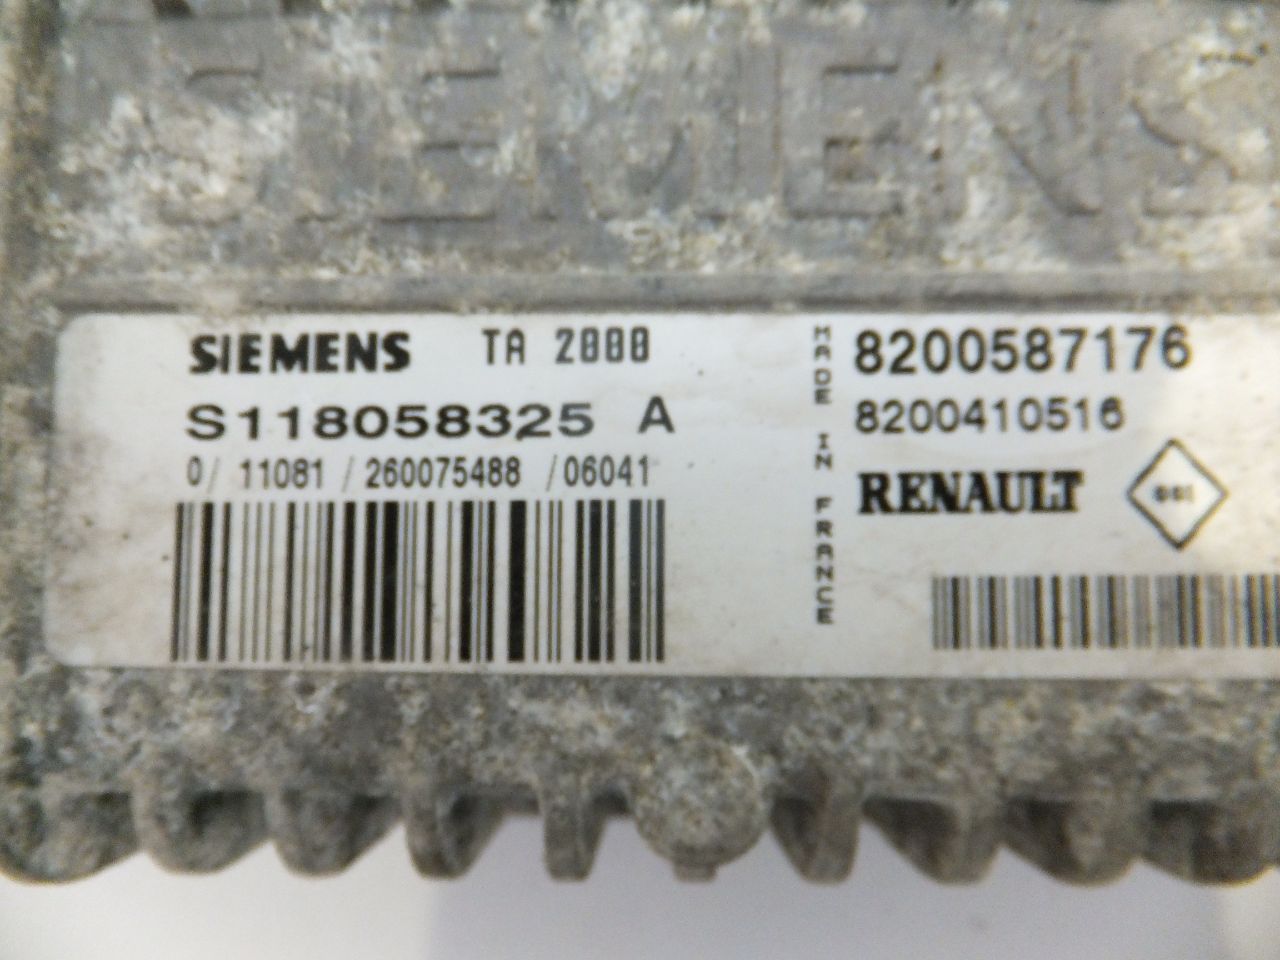 SIEMENS
SIEMENS TA 2000
S118058325 A
0/ 11081 / 260075488 /06041
MADE IN FRANCE
8200587176
8200410516
RENAULT